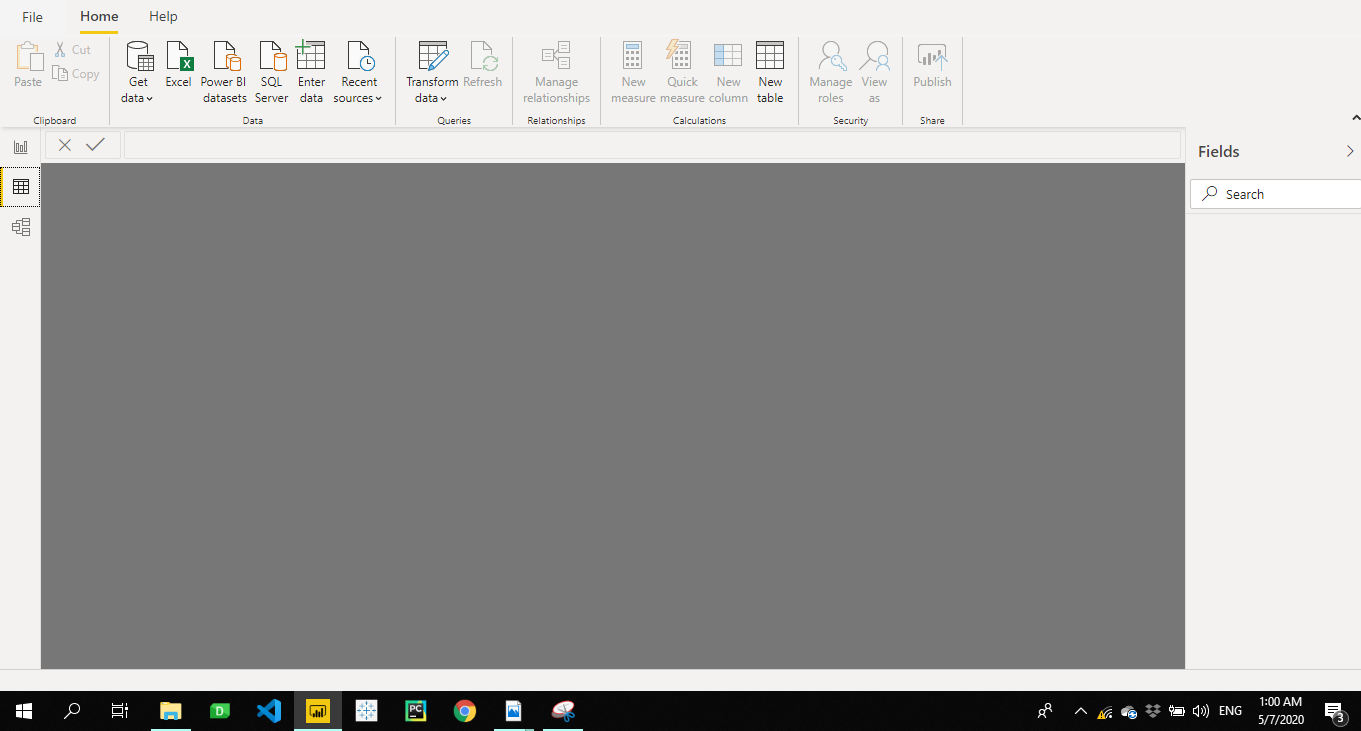 File Home Help
Paste
Cut
Copy
Clipboard
Get
data
Excel
Power BI
datasets
SQL
Server
Enter
data
Recent
sources
Data
Transform
data
Refresh
Queries
Manage
relationships
Relationships
New
measure
Quick
measure
New
column
New
table
Calculations
Manage
roles
View
as
Security
Publish
Share
Fields
Search
D
PC
ENG
1:00 AM
5/7/2020
3